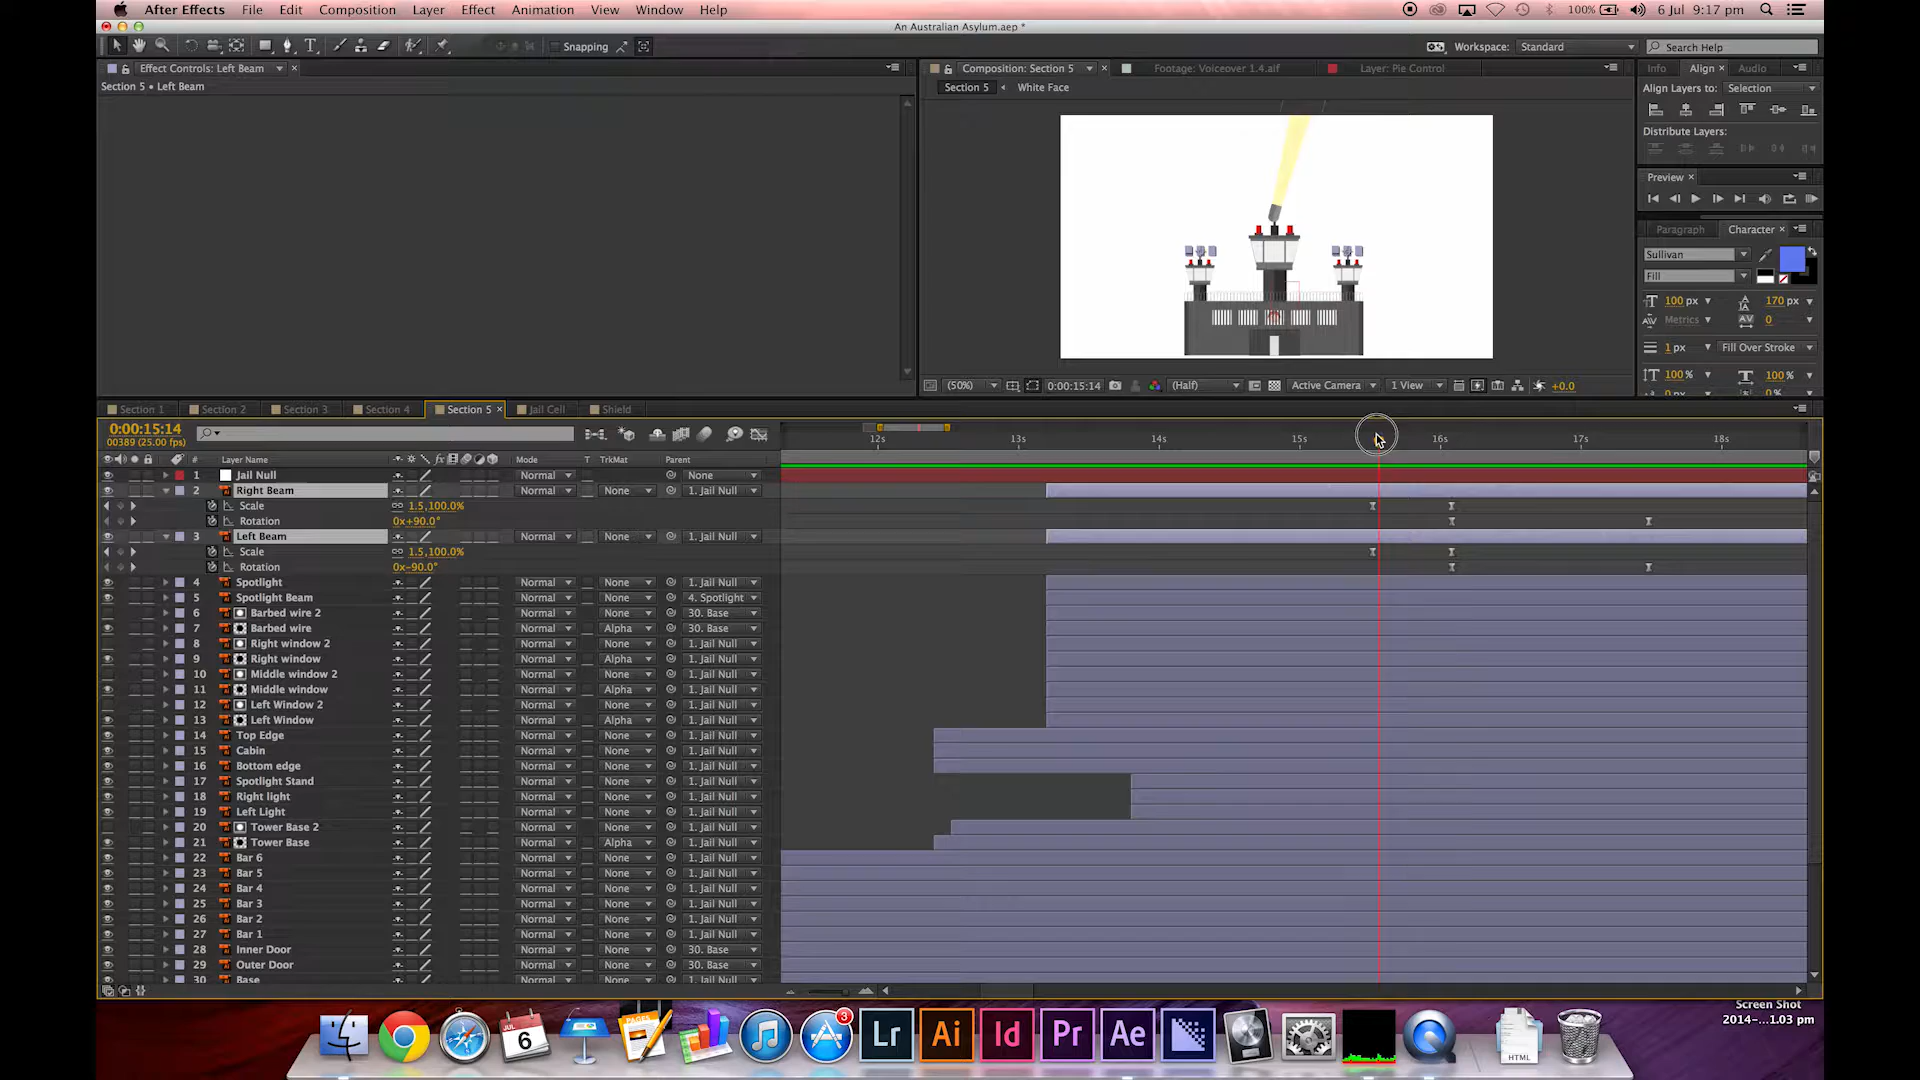 After Effects File Edit Composition Layer Effect Animation View Window Help 100% 6 Jul 9:17 pm
An Australian Asylum.aep *
Snapping Workspace: Standard Search Help
Effect Controls: Left Beam Composition: Section 5 Footage: Voiceover 1.4.aif Layer: Pie Control Info Align Audio
Section 5 • Left Beam Section 5 White Face Align Layers to: Selection
Distribute Layers:
Preview
Paragraph Character
Sullivan
Fill
100 px 170 px
Metrics 0
1 px Fill Over Stroke
100 % 100 %
(50%) 0:00:15:14 (Half) Active Camera 1 View +0.0
Section 1 Section 2 Section 3 Section 4 Section 5 Jail Cell Shield
0:00:15:14
00389 (25.00 fps) 12s 13s 14s 15s 16s 17s 18s
# Layer Name Mode T TrkMat Parent
1 Jail Null Normal None
2 Right Beam Normal None 1. Jail Null
Scale 1.5,100.0%
Rotation 0x+90.0°
3 Left Beam Normal None 1. Jail Null
Scale 1.5,100.0%
Rotation 0x-90.0°
4 Spotlight Normal None 1. Jail Null
5 Spotlight Beam Normal None 4. Spotlight
6 Barbed wire 2 Normal None 30. Base
7 Barbed wire Normal Alpha 30. Base
8 Right window 2 Normal None 1. Jail Null
9 Right window Normal Alpha 1. Jail Null
10 Middle window 2 Normal None 1. Jail Null
11 Middle window Normal Alpha 1. Jail Null
12 Left Window 2 Normal None 1. Jail Null
13 Left Window Normal Alpha 1. Jail Null
14 Top Edge Normal None 1. Jail Null
15 Cabin Normal None 1. Jail Null
16 Bottom edge Normal None 1. Jail Null
17 Spotlight Stand Normal None 1. Jail Null
18 Right light Normal None 1. Jail Null
19 Left Light Normal None 1. Jail Null
20 Tower Base 2 Normal None 1. Jail Null
21 Tower Base Normal Alpha 1. Jail Null
22 Bar 6 Normal None 1. Jail Null
23 Bar 5 Normal None 1. Jail Null
24 Bar 4 Normal None 1. Jail Null
25 Bar 3 Normal None 1. Jail Null
26 Bar 2 Normal None 1. Jail Null
27 Bar 1 Normal None 1. Jail Null
28 Inner Door Normal None 30. Base
29 Outer Door Normal None 30. Base
30 Base Normal None 1. Jail Null
Screen Shot
2014-...1.03 pm
JUL 6 PAGES 3 Lr Ai Id Pr Ae HTML